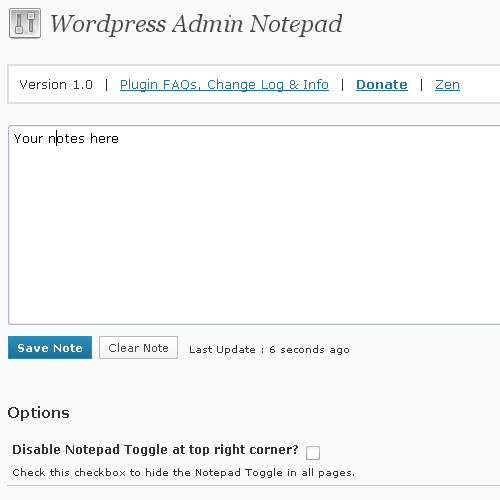 Wordpress Admin Notepad
Version 1.0 | Plugin FAQs, Change Log & Info | Donate | Zen
Your notes here
Save Note Clear Note Last Update : 6 seconds ago
Options
Disable Notepad Toggle at top right corner?
Check this checkbox to hide the Notepad Toggle in all pages.